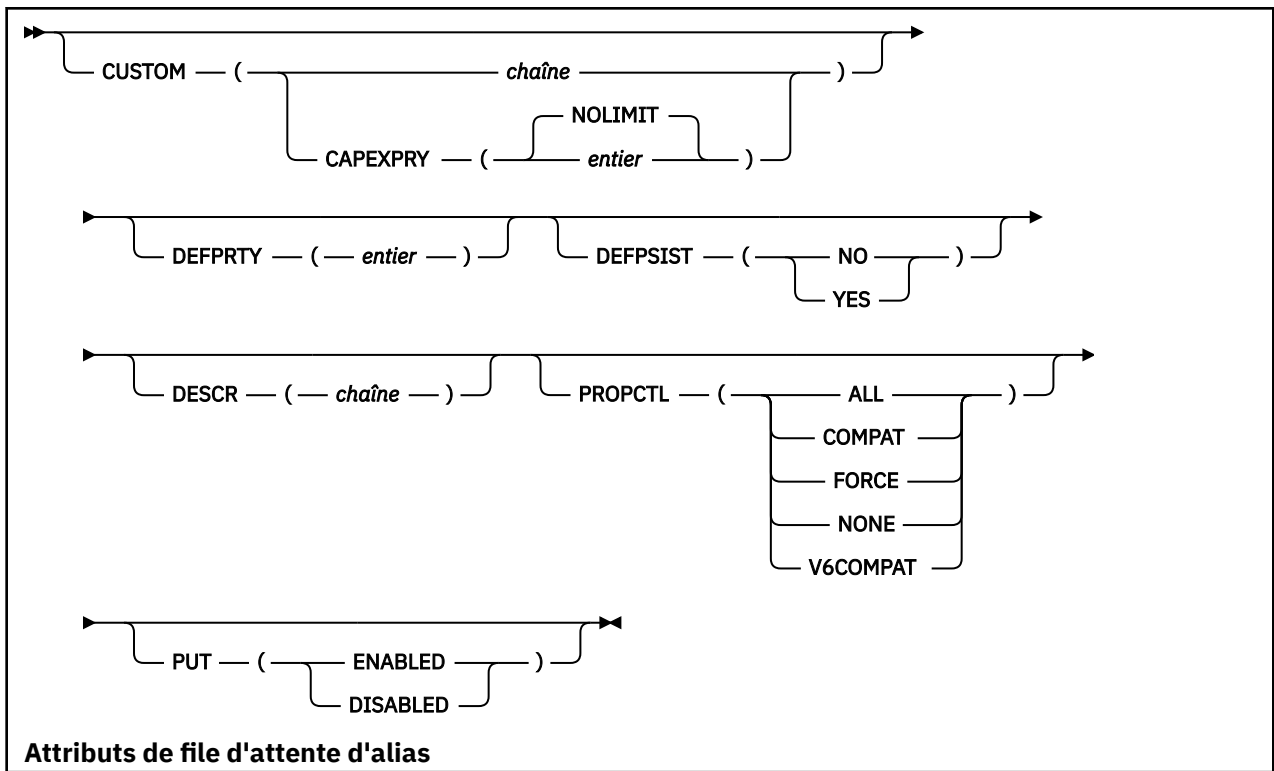 CUSTOM ( chaîne )
NOLIMIT
CAPEXPRY ( entier )
DEFPRTY ( entier ) DEFPSIST ( NO )
YES
DESCR ( chaîne ) PROPCTL ( ALL )
COMPAT
FORCE
NONE
V6COMPAT
PUT ( ENABLED )
DISABLED
Attributs de file d'attente d'alias